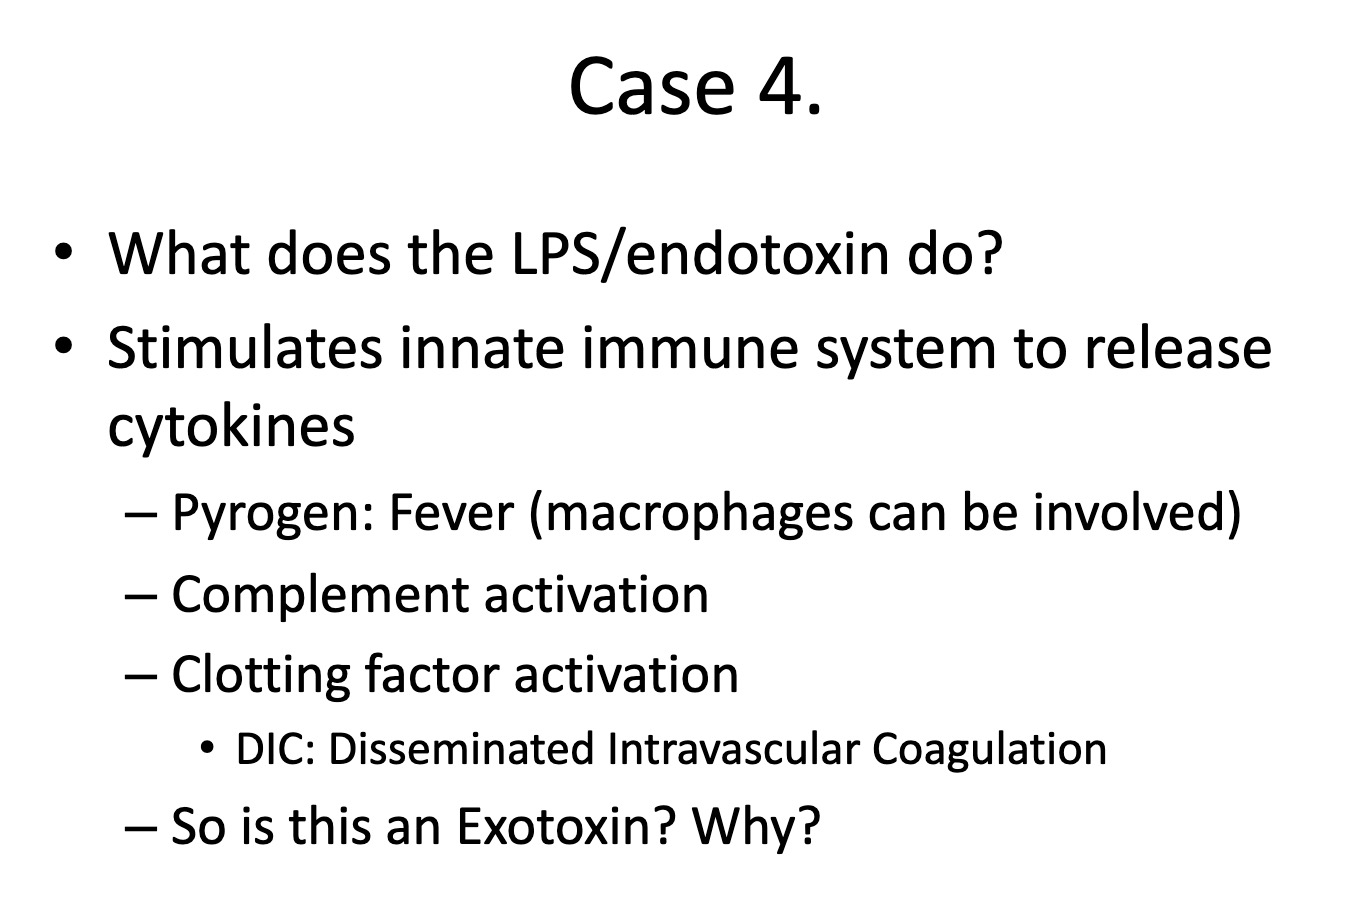 Case 4.
• What does the LPS/endotoxin do?
• Stimulates innate immune system to release
cytokines
– Pyrogen: Fever (macrophages can be involved)
– Complement activation
– Clotting factor activation
• DIC: Disseminated Intravascular Coagulation
– So is this an Exotoxin? Why?